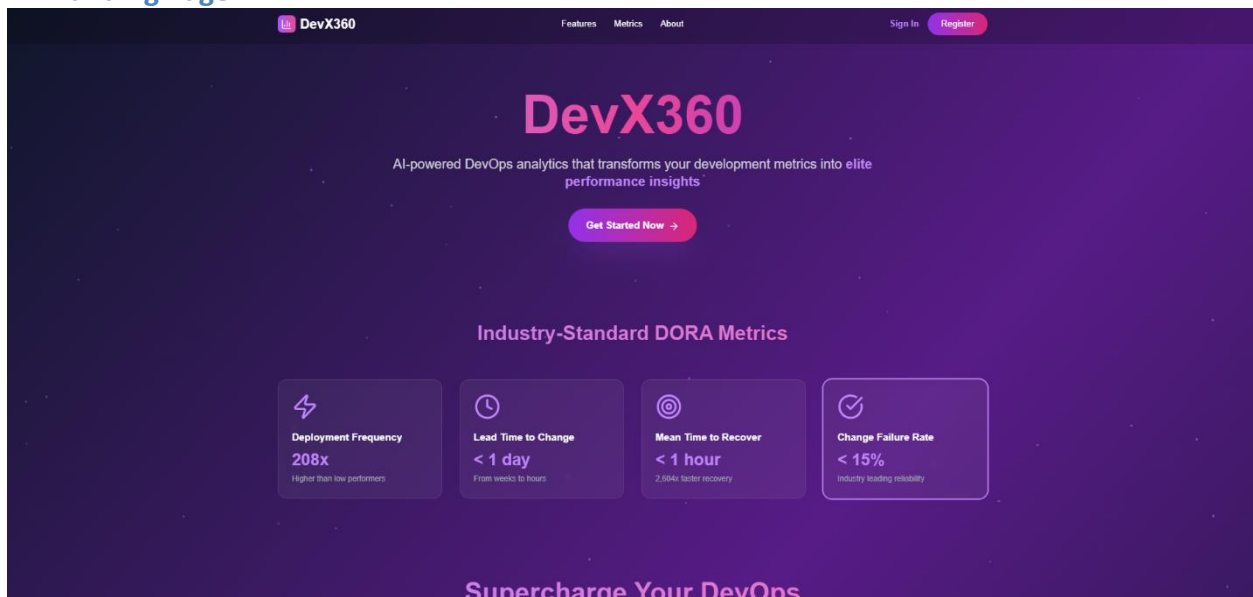 DevX360
Features Metrics About
Sign In Register
DevX360
AI-powered DevOps analytics that transforms your development metrics into elite
performance insights
Get Started Now →
Industry-Standard DORA Metrics
Deployment Frequency
208x
Higher than low performers
Lead Time to Change
< 1 day
From weeks to hours
Mean Time to Recover
< 1 hour
2,604x faster recovery
Change Failure Rate
< 15%
Industry leading reliability
Supercharge Your DevOps